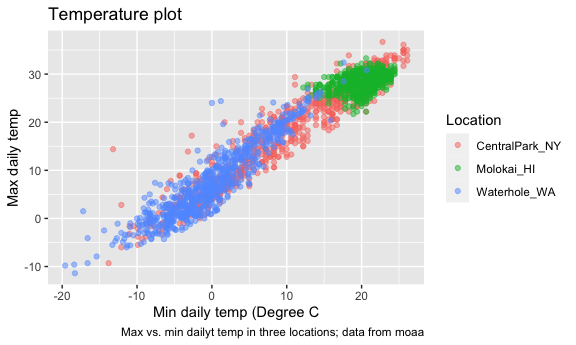 Temperature plot
Max daily temp
30
20
10
0
-10
-20
-10
0
10
20
Min daily temp (Degree C
Location
CentralPark_NY
Molokai_HI
Waterhole_WA
Max vs. min dailyt temp in three locations; data from moaa